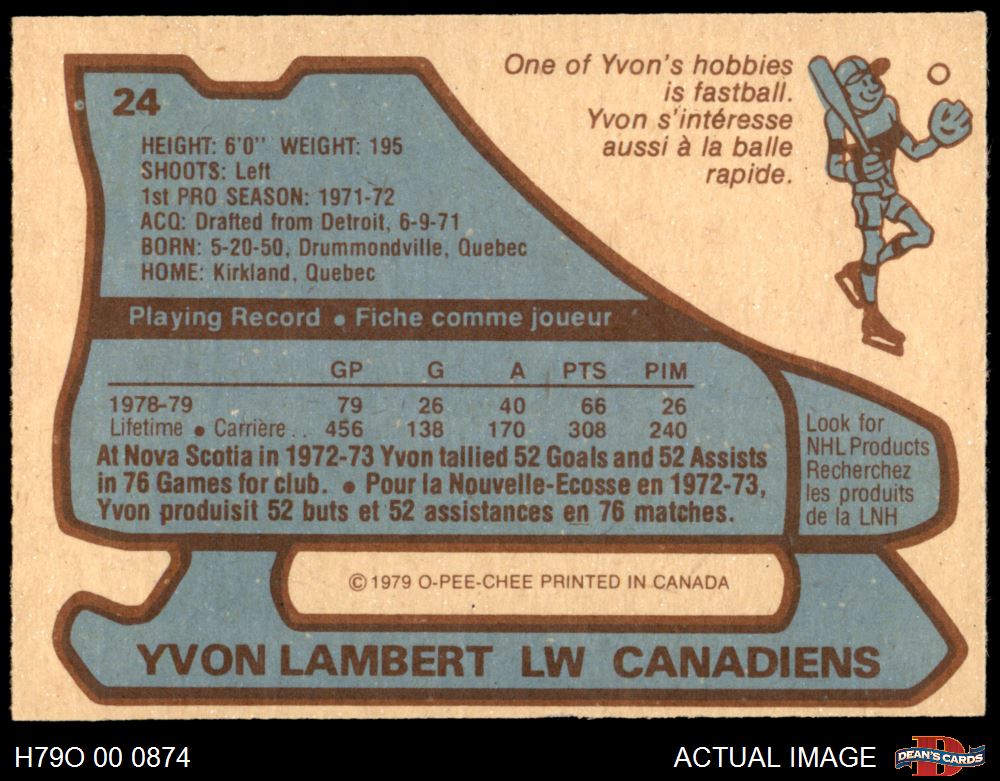 24
One of Yvon's hobbies
is fastball.
Yvon s'intéresse
aussi à la balle
rapide.
HEIGHT: 6'0" WEIGHT: 195
SHOOTS: Left
1st PRO SEASON: 1971-72
ACQ: Drafted from Detroit, 6-9-71
BORN: 5-20-50, Drummondville, Quebec
HOME: Kirkland, Quebec
Playing Record • Fiche comme joueur
GP G A PTS PIM
1978-79 79 26 40 66 26
Lifetime • Carrière .. 456 138 170 308 240
At Nova Scotia in 1972-73 Yvon tallied 52 Goals and 52 Assists
in 76 Games for club. • Pour la Nouvelle-Ecosse en 1972-73,
Yvon produisit 52 buts et 52 assistances en 76 matches.
Look for
NHL Products
Recherchez
les produits
de la LNH
© 1979 O-PEE-CHEE PRINTED IN CANADA
YVON LAMBERT LW CANADIENS
H79O 00 0874
ACTUAL IMAGE
D
DEAN'S CARDS